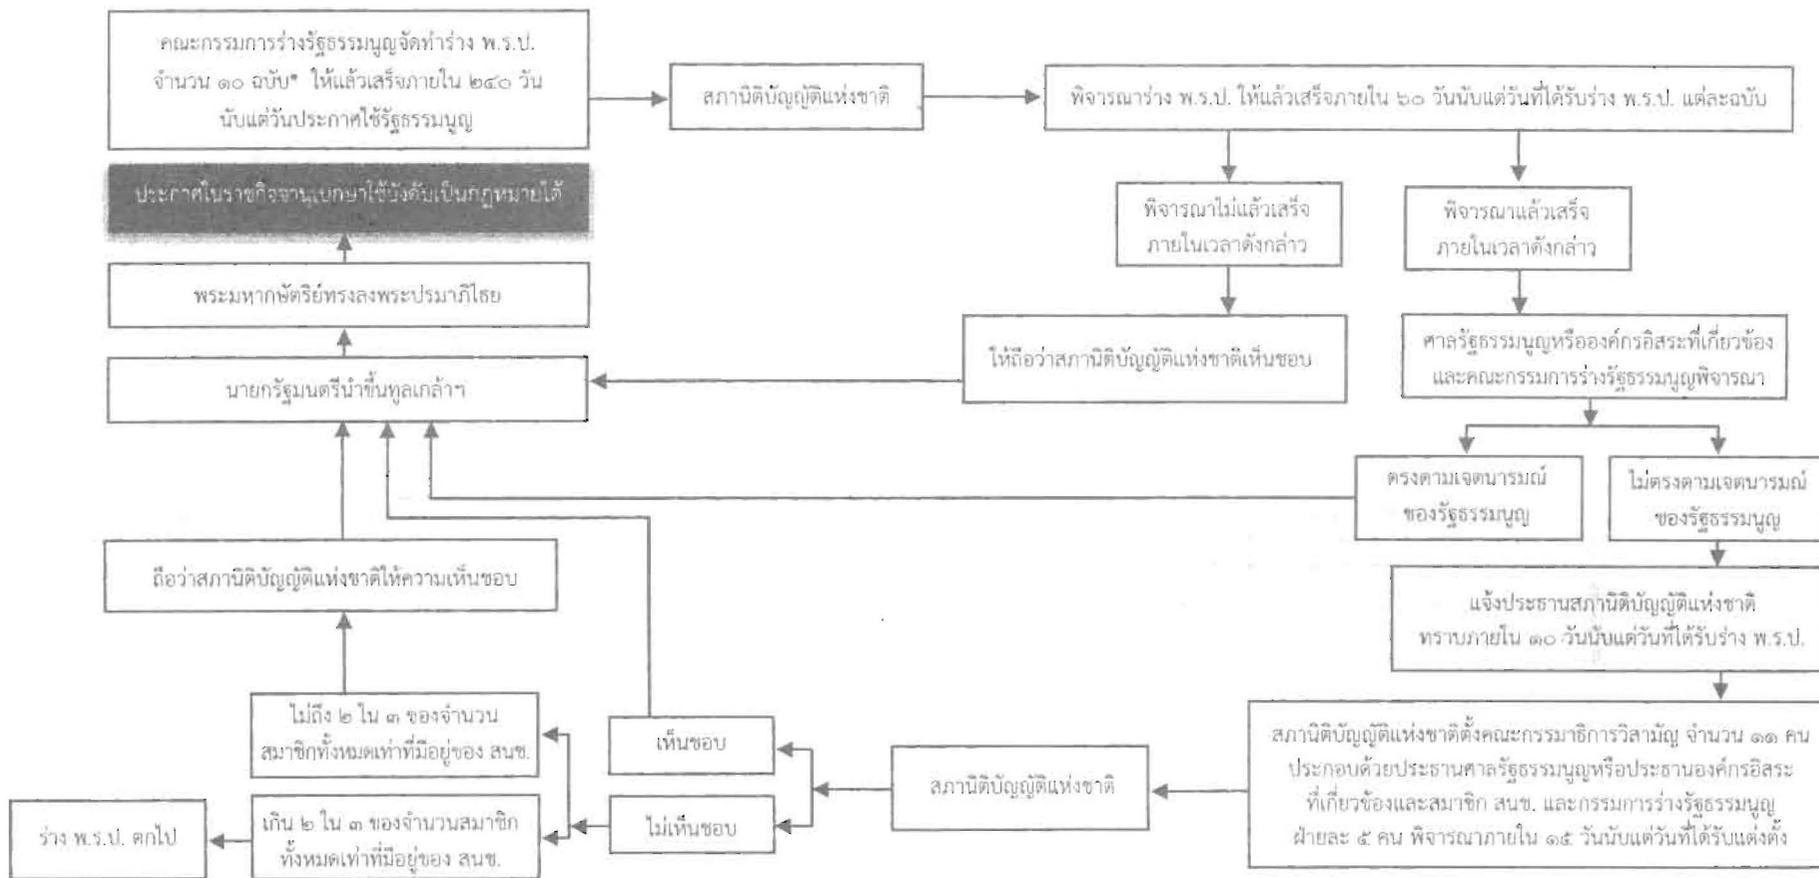 คณะกรรมการร่างรัฐธรรมนูญจัดทำร่าง พ.ร.ป.
จำนวน ๑๐ ฉบับ* ให้แล้วเสร็จภายใน ๒๔๐ วัน
นับแต่วันประกาศใช้รัฐธรรมนูญ
สภานิติบัญญัติแห่งชาติ
พิจารณาร่าง พ.ร.ป. ให้แล้วเสร็จภายใน ๖๐ วันนับแต่วันที่ได้รับร่าง พ.ร.ป. แต่ละฉบับ
พิจารณาไม่แล้วเสร็จ
ภายในเวลาดังกล่าว
พิจารณาแล้วเสร็จ
ภายในเวลาดังกล่าว
ประกาศในราชกิจจานุเบกษาใช้บังคับเป็นกฎหมายได้
พระมหากษัตริย์ทรงลงพระปรมาภิไธย
ให้ถือว่าสภานิติบัญญัติแห่งชาติเห็นชอบ
ศาลรัฐธรรมนูญหรือองค์กรอิสระที่เกี่ยวข้อง
และคณะกรรมการร่างรัฐธรรมนูญพิจารณา
นายกรัฐมนตรีนำขึ้นทูลเกล้าฯ
ตรงตามเจตนารมณ์
ของรัฐธรรมนูญ
ไม่ตรงตามเจตนารมณ์
ของรัฐธรรมนูญ
ถือว่าสภานิติบัญญัติแห่งชาติให้ความเห็นชอบ
แจ้งประธานสภานิติบัญญัติแห่งชาติ
ทราบภายใน ๑๐ วันนับแต่วันที่ได้รับร่าง พ.ร.ป.
ไม่ถึง ๒ ใน ๓ ของจำนวน
สมาชิกทั้งหมดเท่าที่มีอยู่ของ สนช.
เห็นชอบ
สภานิติบัญญัติแห่งชาติ
สภานิติบัญญัติแห่งชาติตั้งคณะกรรมาธิการวิสามัญ จำนวน ๑๑ คน
ประกอบด้วยประธานศาลรัฐธรรมนูญหรือประธานองค์กรอิสระ
ที่เกี่ยวข้องและสมาชิก สนช. และกรรมการร่างรัฐธรรมนูญ
ฝ่ายละ ๕ คน พิจารณาภายใน ๑๕ วันนับแต่วันที่ได้รับแต่งตั้ง
ร่าง พ.ร.ป. ตกไป
เกิน ๒ ใน ๓ ของจำนวนสมาชิก
ทั้งหมดเท่าที่มีอยู่ของ สนช.
ไม่เห็นชอบ